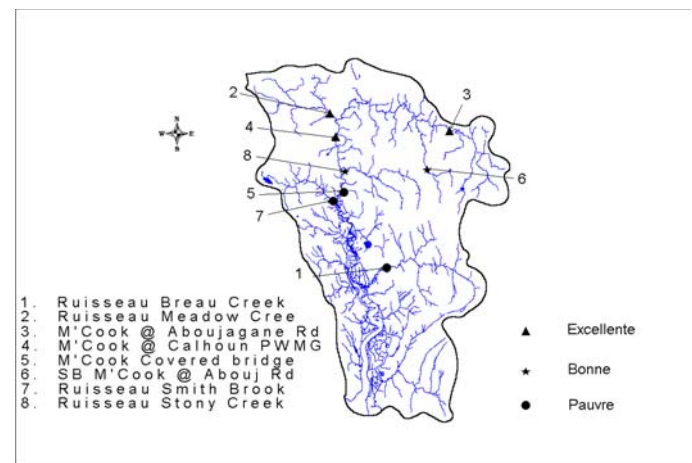 2
3
4
N
W E
S
8
6
5
7
1
1. Ruisseau Breau Creek
2. Ruisseau Meadow Cree
3. M'Cook @ Aboujagane Rd
4. M'Cook @ Calhoun PWMG
5. M'Cook Covered bridge
6. SB M'Cook @ Abouj Rd
7. Ruisseau Smith Brook
8. Ruisseau Stony Creek
Excellente
Bonne
Pauvre